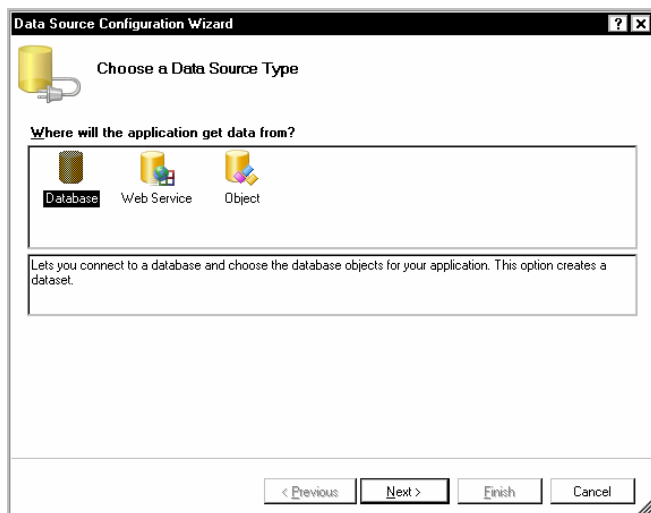 Data Source Configuration Wizard
Choose a Data Source Type
Where will the application get data from?
Database Web Service Object
Lets you connect to a database and choose the database objects for your application. This option creates a
dataset.
< Previous Next > Finish Cancel